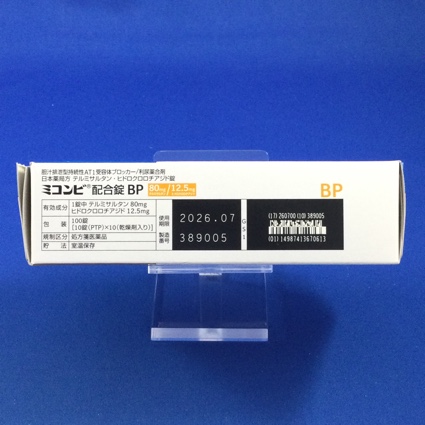 胆汁排泄型持続性AT1受容体ブロッカー/利尿薬合剤
日本薬局方 テルミサルタン・ヒドロクロロチアジド錠
ミコンビ®配合錠BP 80mg/12.5mg
BP
有効成分 1錠中 テルミサルタン 80mg
ヒドロクロロチアジド 12.5mg
包装 100錠
[10錠(PTP)×10(乾燥剤入り)]
規制区分 処方箋医薬品
貯法 室温保存
使用期限 2026.07
製造番号 389005
GS1
(17) 260700 (10) 389005
(01) 14987413670613